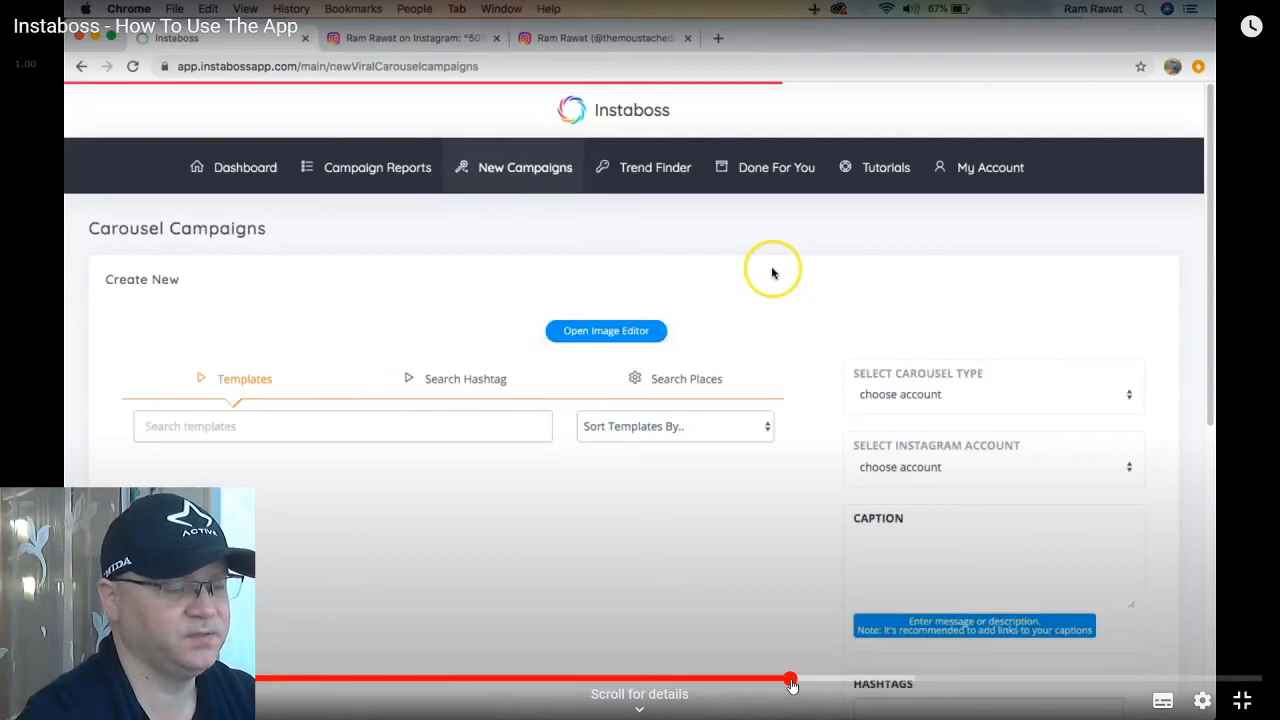 Chrome File Edit View History Bookmarks People Tab Window Help 67% Ram Rawat
Instaboss - How To Use The App
Instaboss Ram Rawat on Instagram: "50 Ram Rawat (@themoustached
1.00
app.instabossapp.com/main/newViralCarouselcampaigns
Instaboss
Dashboard Campaign Reports New Campaigns Trend Finder Done For You Tutorials My Account
Carousel Campaigns
Create New
Open Image Editor
Templates Search Hashtag Search Places
Search templates Sort Templates By..
SELECT CAROUSEL TYPE
choose account
SELECT INSTAGRAM ACCOUNT
choose account
CAPTION
Enter message or description.
Note: It's recommended to add links to your captions
HASHTAGS
ACTIVE
Scroll for details